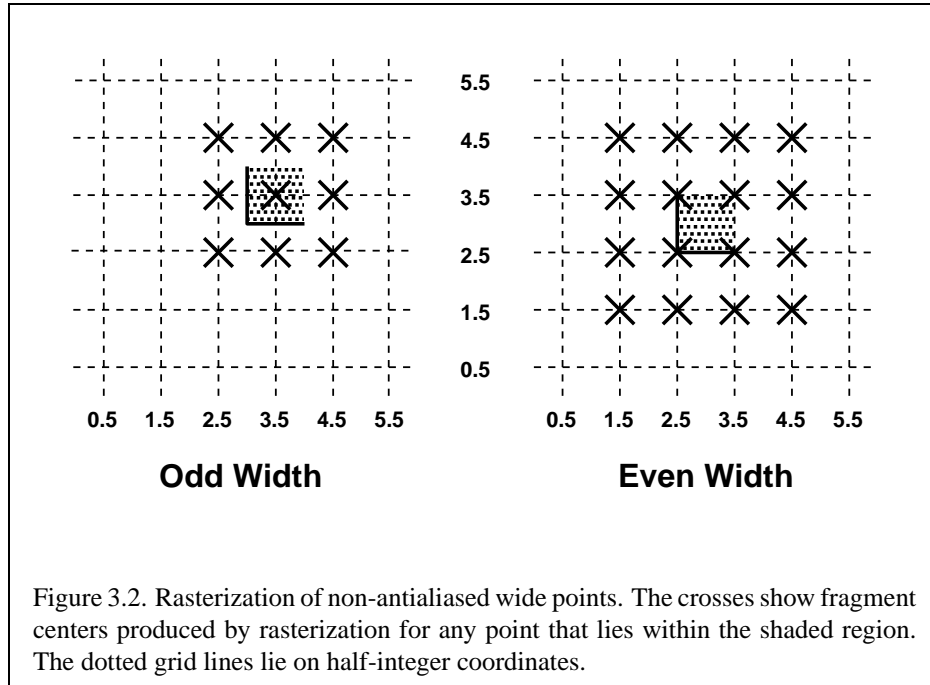 5.5
4.5
3.5
2.5
1.5
0.5
0.5 1.5 2.5 3.5 4.5 5.5 0.5 1.5 2.5 3.5 4.5 5.5
Odd Width Even Width
Figure 3.2. Rasterization of non-antialiased wide points. The crosses show fragment
centers produced by rasterization for any point that lies within the shaded region.
The dotted grid lines lie on half-integer coordinates.